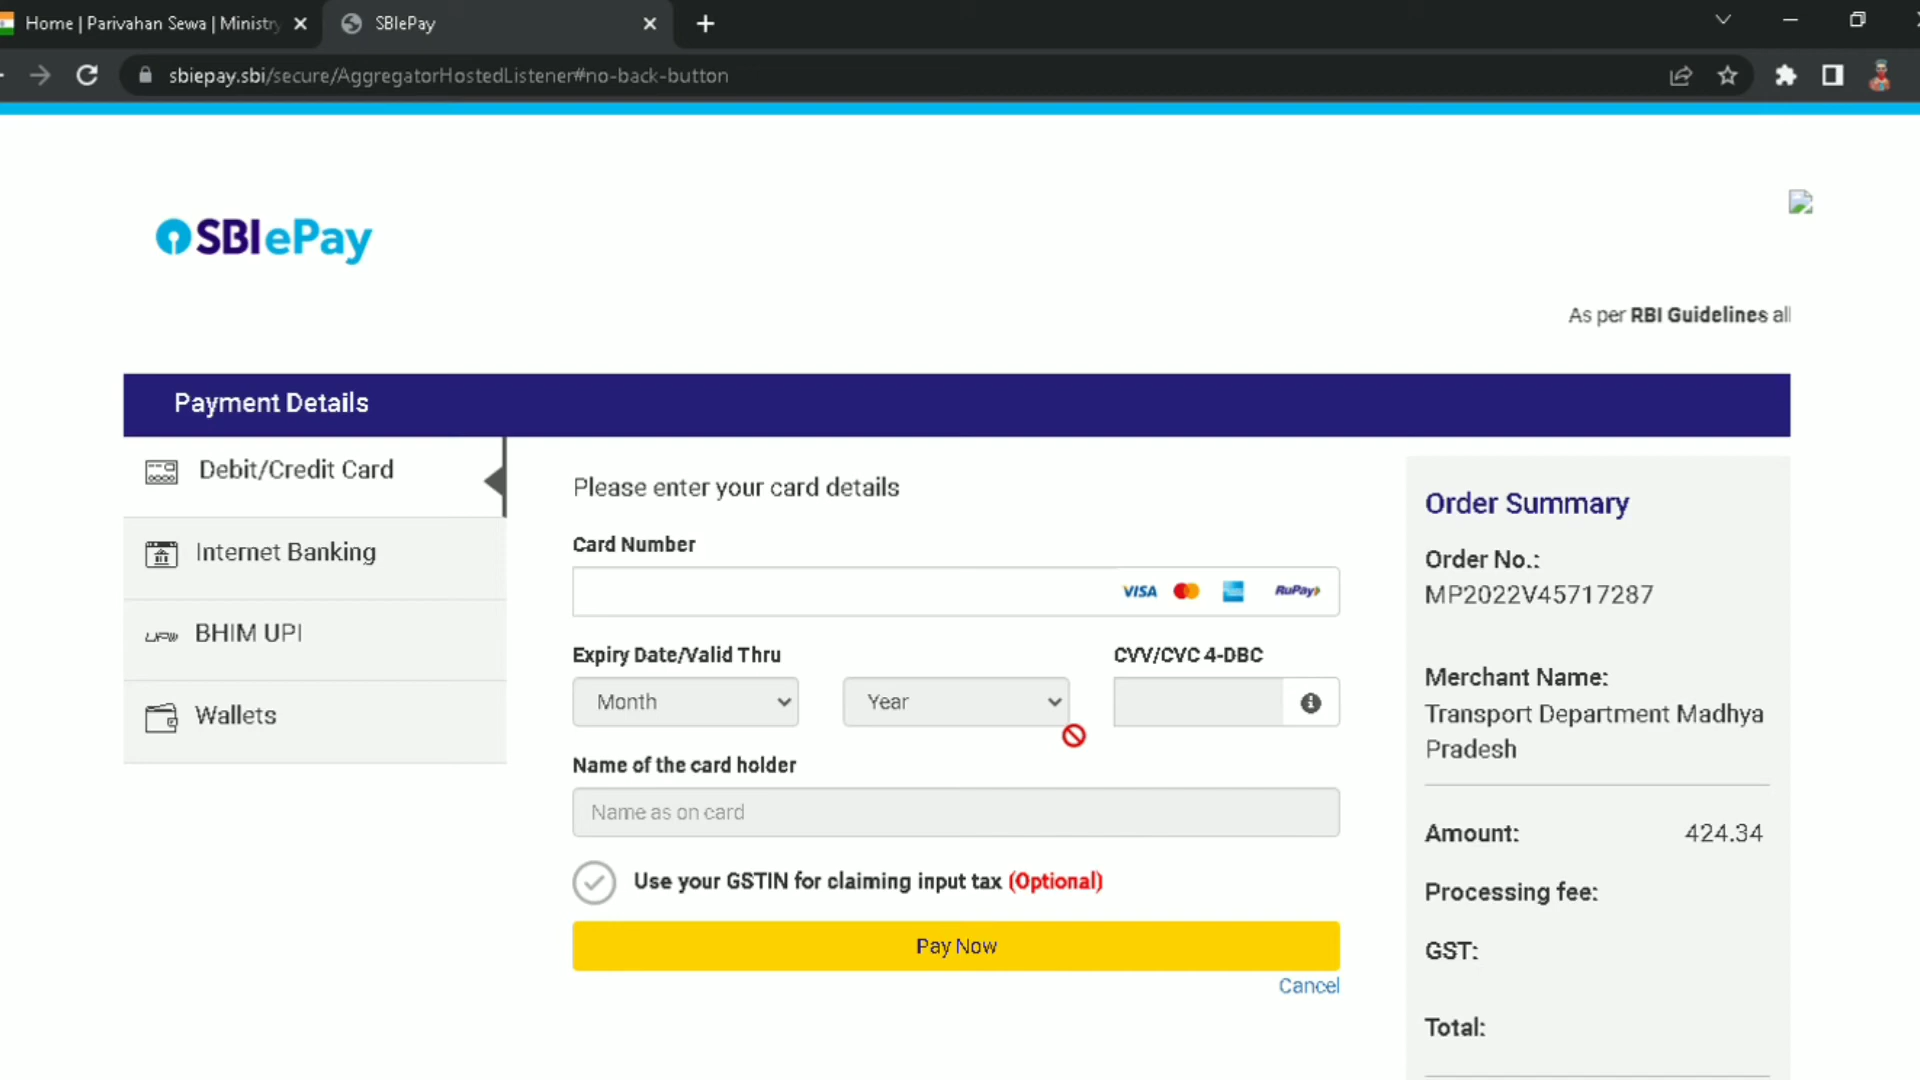 Home | Parivahan Sewa | Ministry
SBIePay
sbiepay.sbi/secure/AggregatorHostedListener#no-back-button
SBI ePay
As per RBI Guidelines all
Payment Details
Debit/Credit Card
Internet Banking
BHIM UPI
Wallets
Please enter your card details
Card Number
VISA
RuPay
Expiry Date/Valid Thru
CVV/CVC 4-DBC
Month
Year
Name of the card holder
Name as on card
Use your GSTIN for claiming input tax (Optional)
Pay Now
Cancel
Order Summary
Order No.:
MP2022V45717287
Merchant Name:
Transport Department Madhya
Pradesh
Amount: 424.34
Processing fee:
GST:
Total: